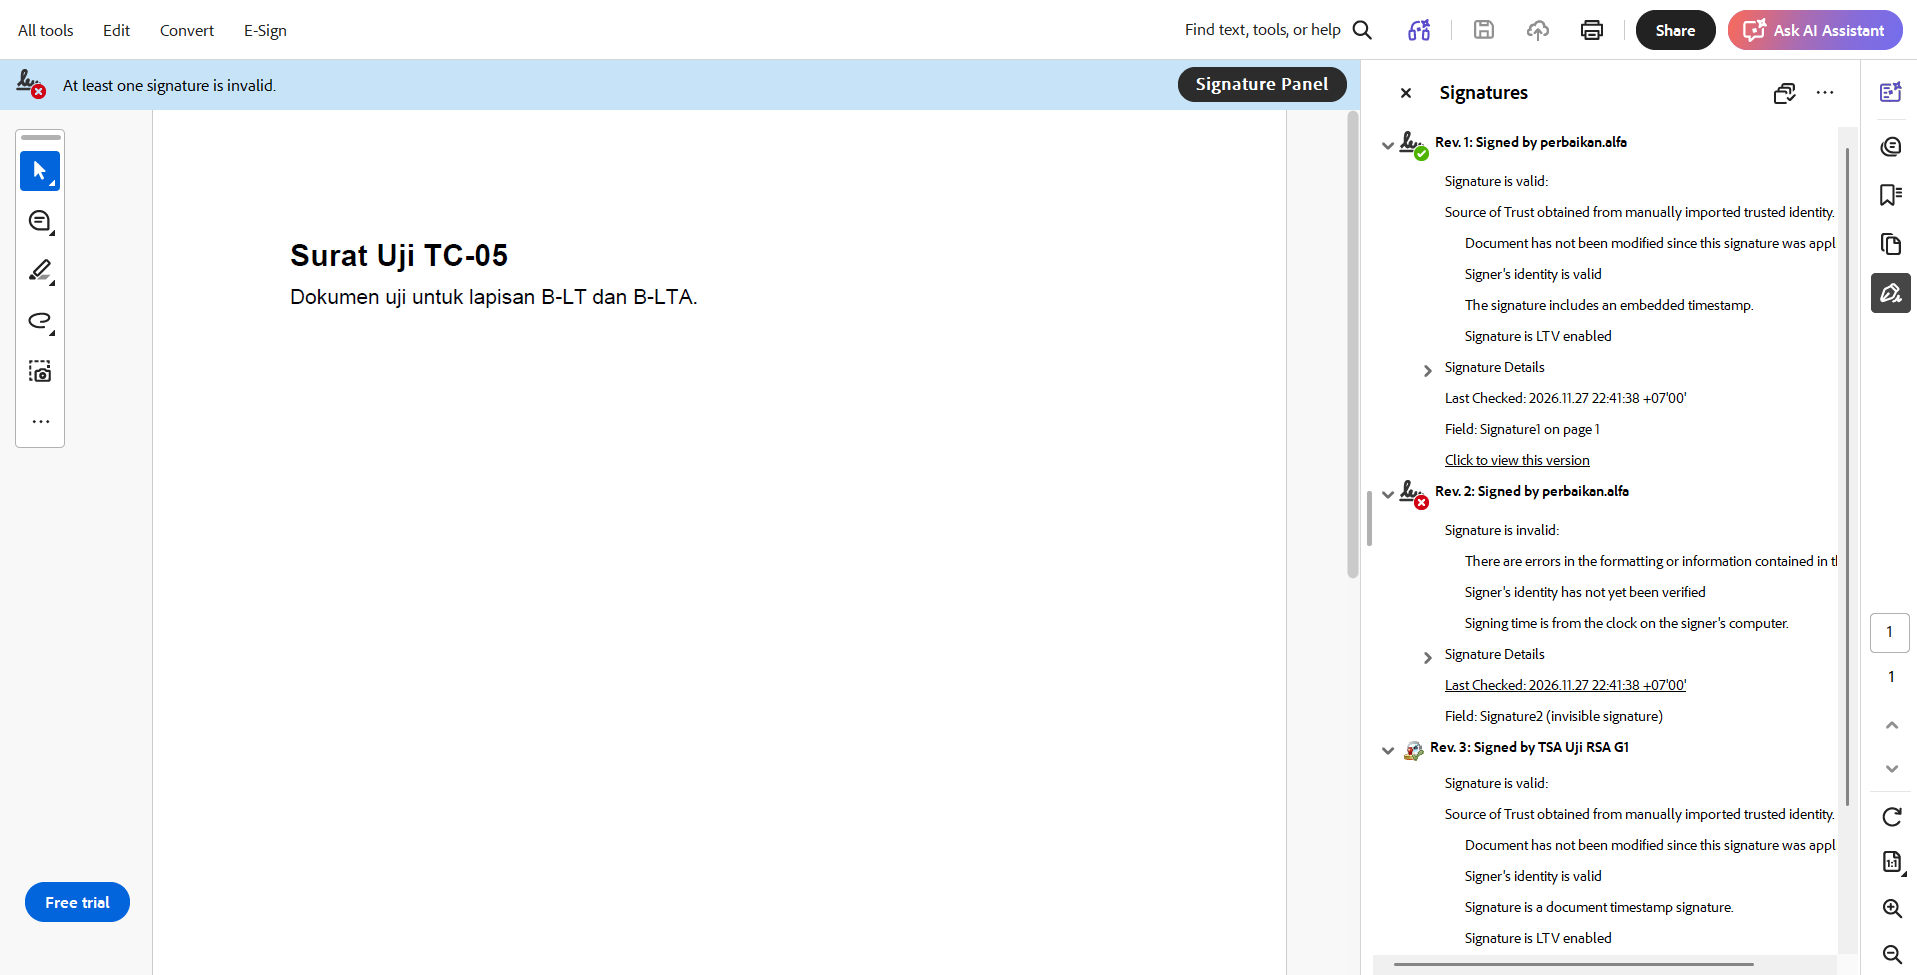 All tools Edit Convert E-Sign Find text, tools, or help Share Ask AI Assistant
At least one signature is invalid. Signature Panel
Surat Uji TC-05
Dokumen uji untuk lapisan B-LT dan B-LTA.
Free trial
Signatures
Rev. 1: Signed by perbaikan.alfa
Signature is valid:
Source of Trust obtained from manually imported trusted identity.
Document has not been modified since this signature was appl
Signer's identity is valid
The signature includes an embedded timestamp.
Signature is LTV enabled
Signature Details
Last Checked: 2026.11.27 22:41:38 +07'00'
Field: Signature1 on page 1
Click to view this version
Rev. 2: Signed by perbaikan.alfa
Signature is invalid:
There are errors in the formatting or information contained in
Signer's identity has not yet been verified
Signing time is from the clock on the signer's computer.
Signature Details
Last Checked: 2026.11.27 22:41:38 +07'00'
Field: Signature2 (invisible signature)
Rev. 3: Signed by TSA Uji RSA G1
Signature is valid:
Source of Trust obtained from manually imported trusted identity.
Document has not been modified since this signature was appl
Signer's identity is valid
Signature is a document timestamp signature.
Signature is LTV enabled
1
1
1:1